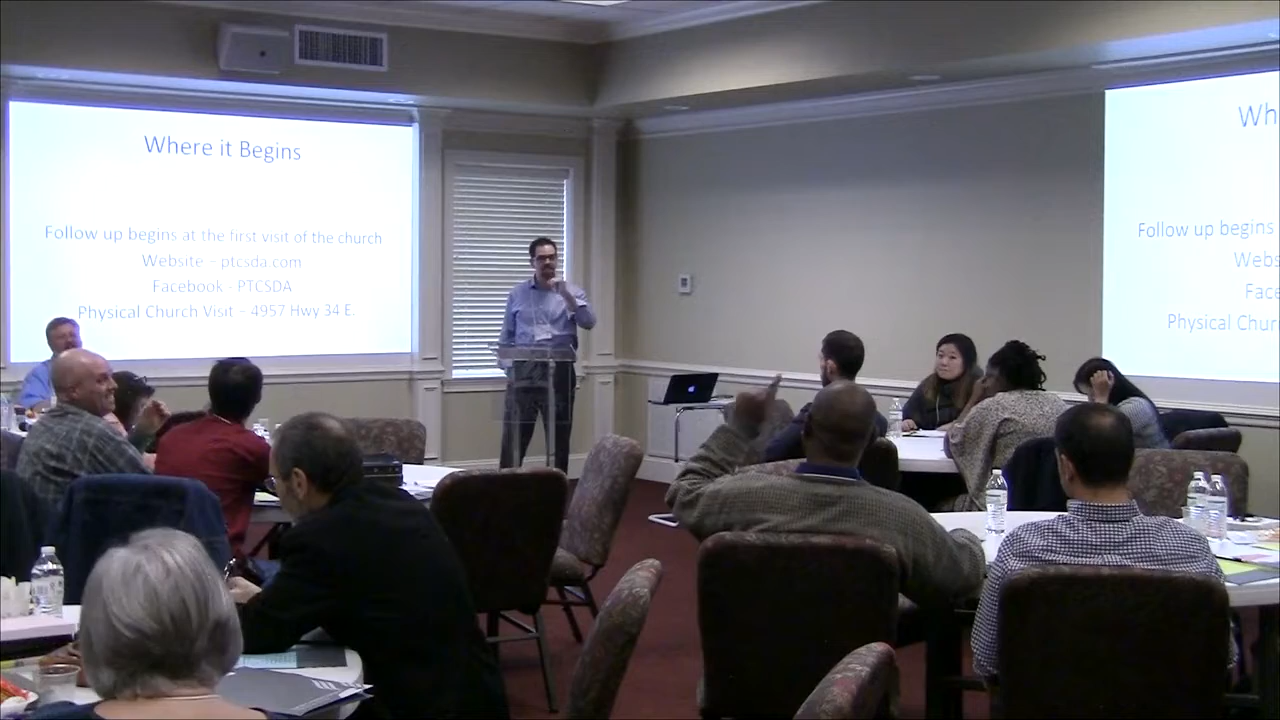 Where it Begins
Follow up begins at the first visit of the church
Website – ptcsda.com
Facebook - PTCSDA
Physical Church Visit – 4957 Hwy 34 E.
Wh
Follow up begins
Webs
Face
Physical Chur